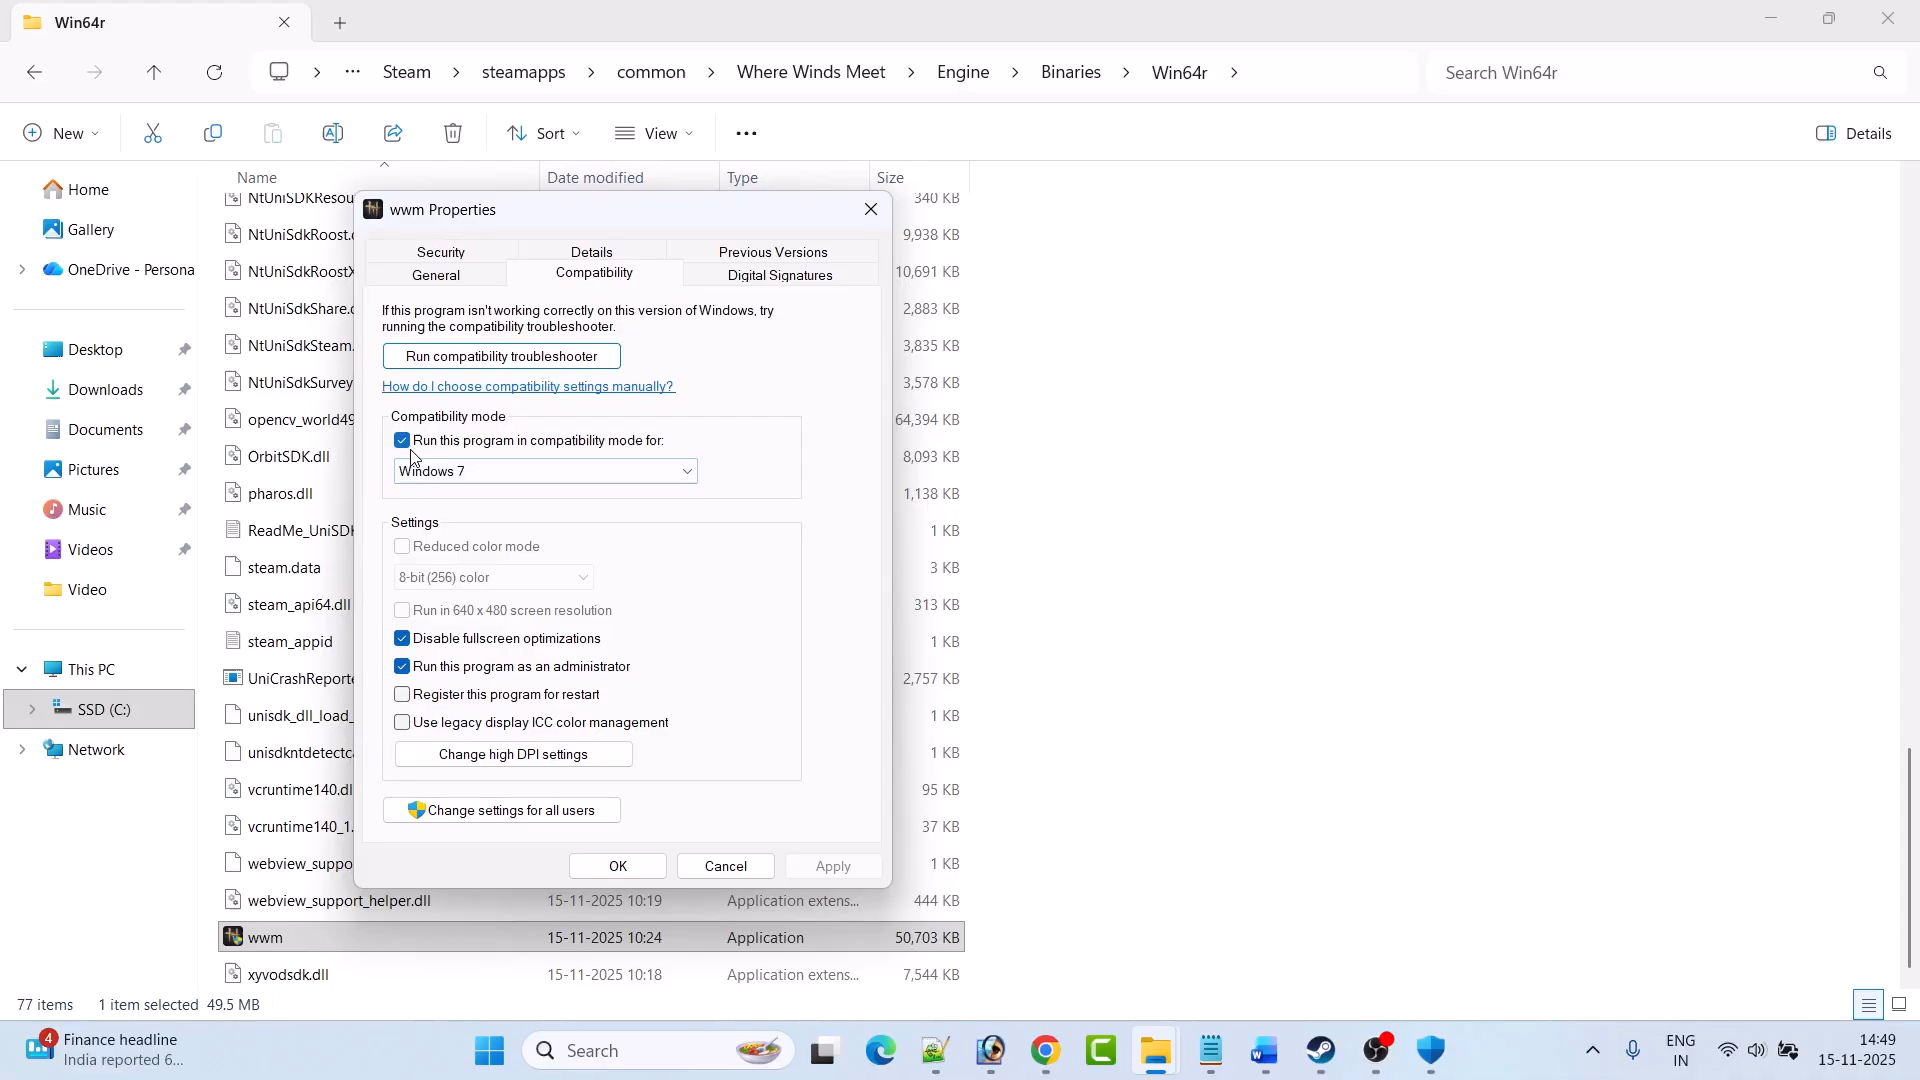 Win64r
Steam > steamapps > common > Where Winds Meet > Engine > Binaries > Win64r >
Search Win64r
New
Sort
View
Details
Home
Gallery
OneDrive - Persona
Desktop
Downloads
Documents
Pictures
Music
Videos
Video
This PC
SSD (C:)
Network
Name Date modified Type Size
NtUniSDKResou 340 KB
NtUniSdkRoost.c 9,938 KB
NtUniSdkRoostX 10,691 KB
NtUniSdkShare.c 2,883 KB
NtUniSdkSteam. 3,835 KB
NtUniSdkSurvey 3,578 KB
opencv_world49 64,394 KB
OrbitSDK.dll 8,093 KB
pharos.dll 1,138 KB
ReadMe_UniSDK 1 KB
steam.data 3 KB
steam_api64.dll 313 KB
steam_appid 1 KB
UniCrashReporte 2,757 KB
unisdk_dll_load_ 1 KB
unisdkntdetectca 1 KB
vcruntime140.dl 95 KB
vcruntime140_1. 37 KB
webview_suppo 1 KB
webview_support_helper.dll 15-11-2025 10:19 Application extens... 444 KB
wwm 15-11-2025 10:24 Application 50,703 KB
xyvodsdk.dll 15-11-2025 10:18 Application extens... 7,544 KB
wwm Properties
Security Details Previous Versions
General Compatibility Digital Signatures
If this program isn't working correctly on this version of Windows, try
running the compatibility troubleshooter.
Run compatibility troubleshooter
How do I choose compatibility settings manually?
Compatibility mode
Run this program in compatibility mode for:
Windows 7
Settings
Reduced color mode
8-bit (256) color
Run in 640 x 480 screen resolution
Disable fullscreen optimizations
Run this program as an administrator
Register this program for restart
Use legacy display ICC color management
Change high DPI settings
Change settings for all users
OK Cancel Apply
77 items 1 item selected 49.5 MB
4
Finance headline
India reported 6...
Search
ENG
IN
14:49
15-11-2025